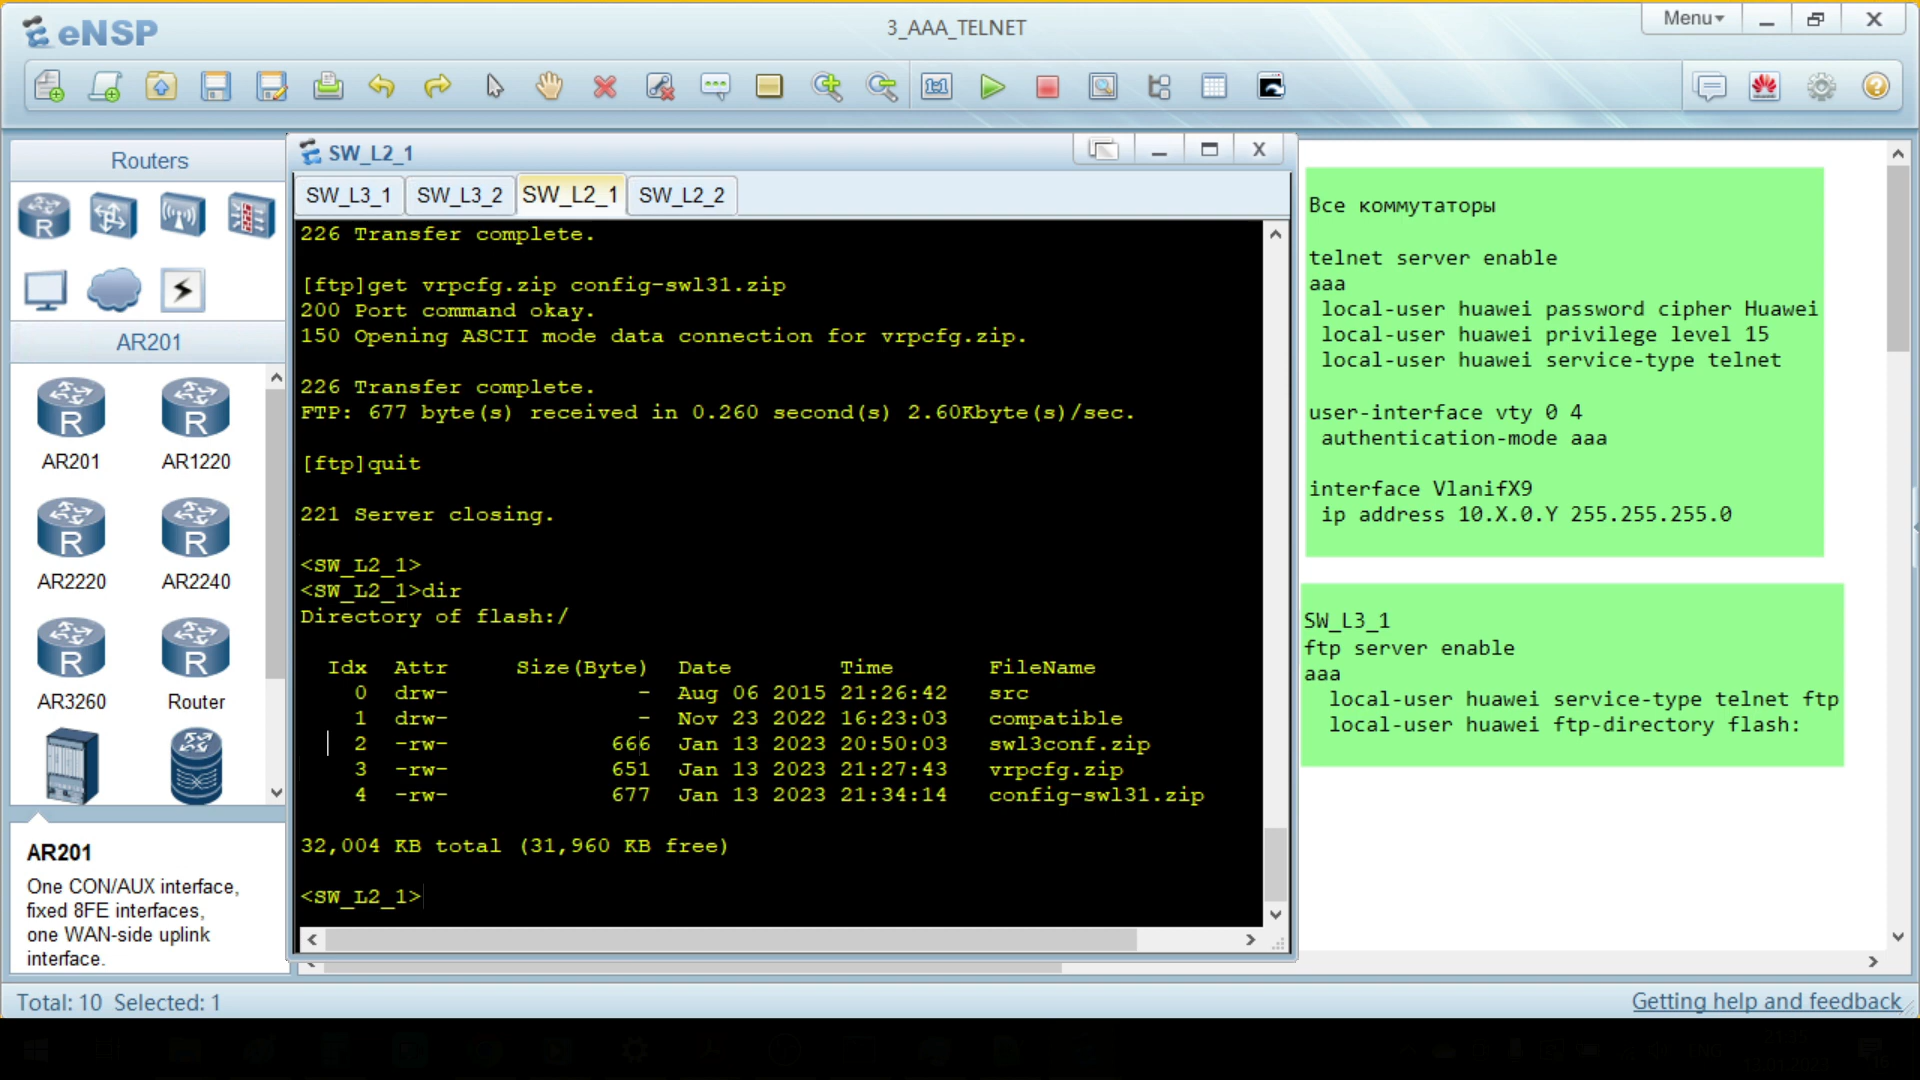 eNSP
3_AAA_TELNET
Menu
X
Routers
AR201
AR201
AR1220
AR2220
AR2240
AR3260
Router
AR201
One CON/AUX interface,
fixed 8FE interfaces,
one WAN-side uplink
interface.
SW_L2_1
X
SW_L3_1
SW_L3_2
SW_L2_1
SW_L2_2
226 Transfer complete.
[ftp]get vrpcfg.zip config-swl31.zip
200 Port command okay.
150 Opening ASCII mode data connection for vrpcfg.zip.
226 Transfer complete.
FTP: 677 byte(s) received in 0.260 second(s) 2.60Kbyte(s)/sec.
[ftp]quit
221 Server closing.
<SW_L2_1>
<SW_L2_1>dir
Directory of flash:/
Idx Attr Size(Byte) Date Time FileName
0 drw- - Aug 06 2015 21:26:42 src
1 drw- - Nov 23 2022 16:23:03 compatible
2 -rw- 666 Jan 13 2023 20:50:03 swl3conf.zip
3 -rw- 651 Jan 13 2023 21:27:43 vrpcfg.zip
4 -rw- 677 Jan 13 2023 21:34:14 config-swl31.zip
32,004 KB total (31,960 KB free)
<SW_L2_1>
Все коммутаторы
telnet server enable
aaa
local-user huawei password cipher Huawei
local-user huawei privilege level 15
local-user huawei service-type telnet
user-interface vty 0 4
authentication-mode aaa
interface VlanifX9
ip address 10.X.0.Y 255.255.255.0
SW_L3_1
ftp server enable
aaa
local-user huawei service-type telnet ftp
local-user huawei ftp-directory flash:
Total: 10 Selected: 1
Getting help and feedback